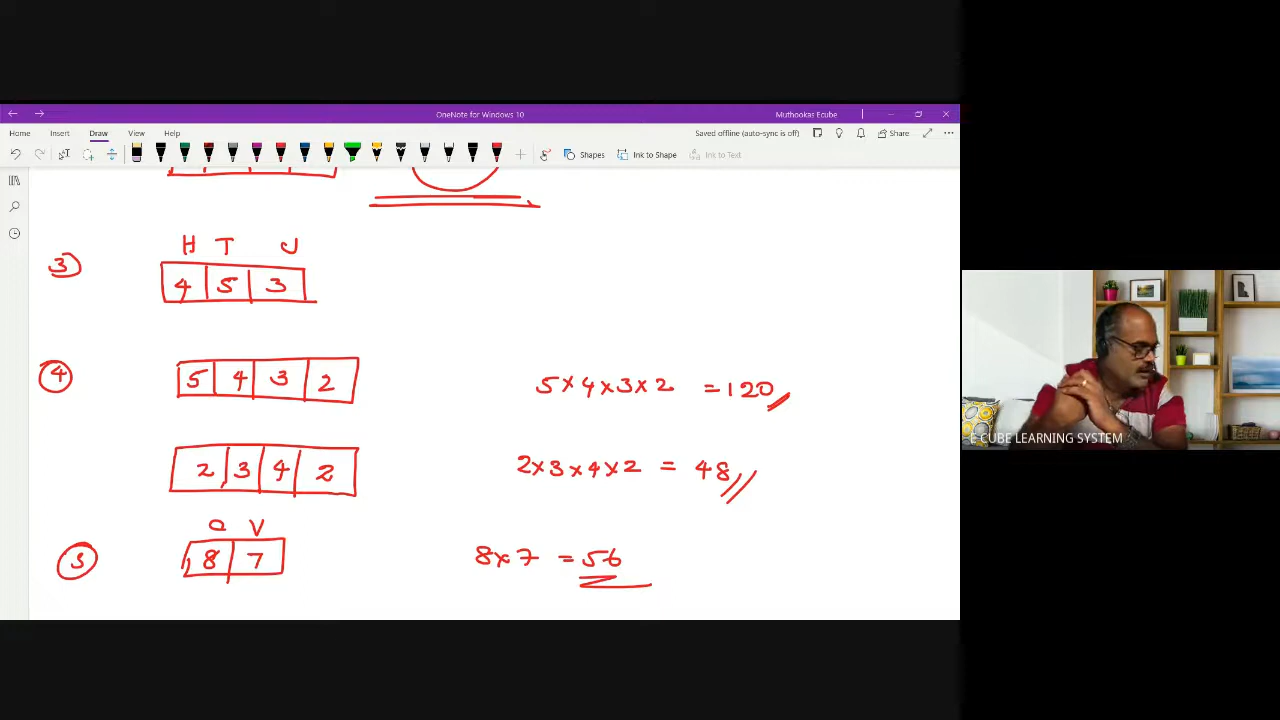 OneNote for Windows 10
Muthookas Ecube
Home Insert Draw View Help
Saved offline (auto-sync is off)
Share
Shapes
Ink to Shape
Ink to Text
H T U
3) 4 5 3
4 5 4 3 2 5×4×3×2 = 120
2 3 4 2 2×3×4×2 = 48
C V
5 8 7 8×7 = 56
E CUBE LEARNING SYSTEM